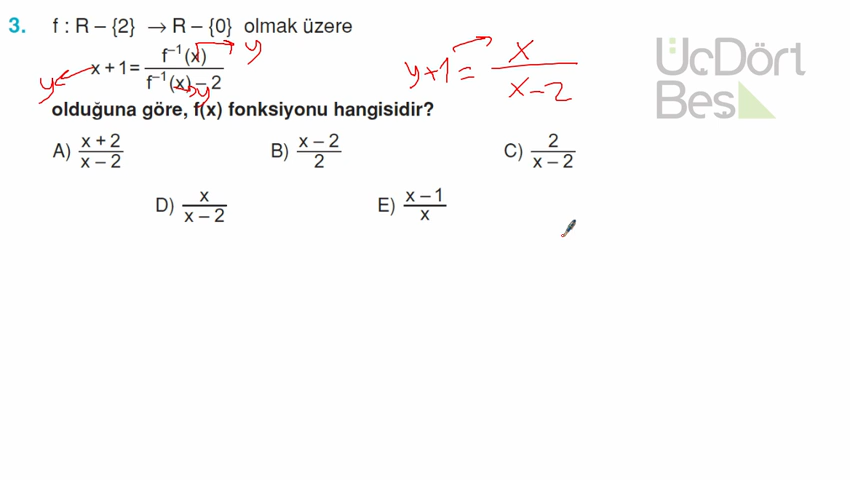 3. f : R – {2} → R – {0} olmak üzere
x + 1 = f⁻¹(x) / f⁻¹(x) – 2
y
y
y
y+1 = x / x-2
olduğuna göre, f(x) fonksiyonu hangisidir?
A) x + 2 / x – 2 B) x – 2 / 2 C) 2 / x – 2
D) x / x – 2 E) x – 1 / x
ÜçDört
Beş